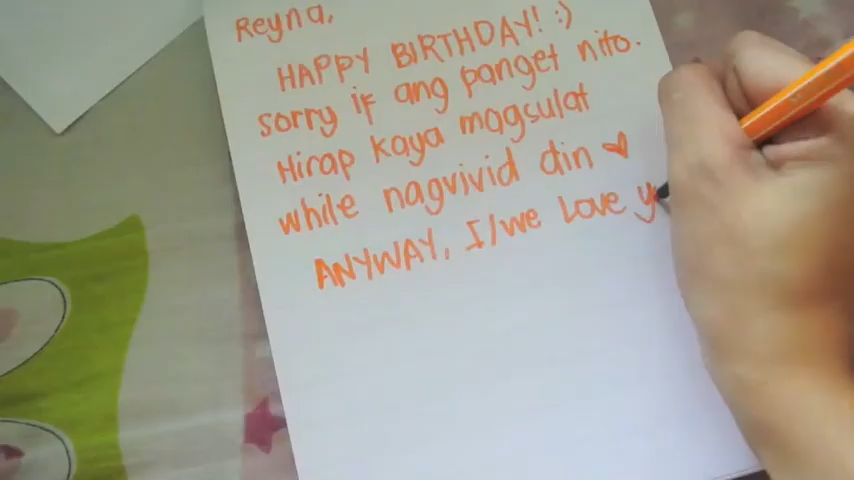 Reyna,
HAPPY BIRTHDAY! :)
sorry if ang panget nito.
Hirap kaya magsulat
while nagvivid din ♥
ANYWAY, I/we Love y